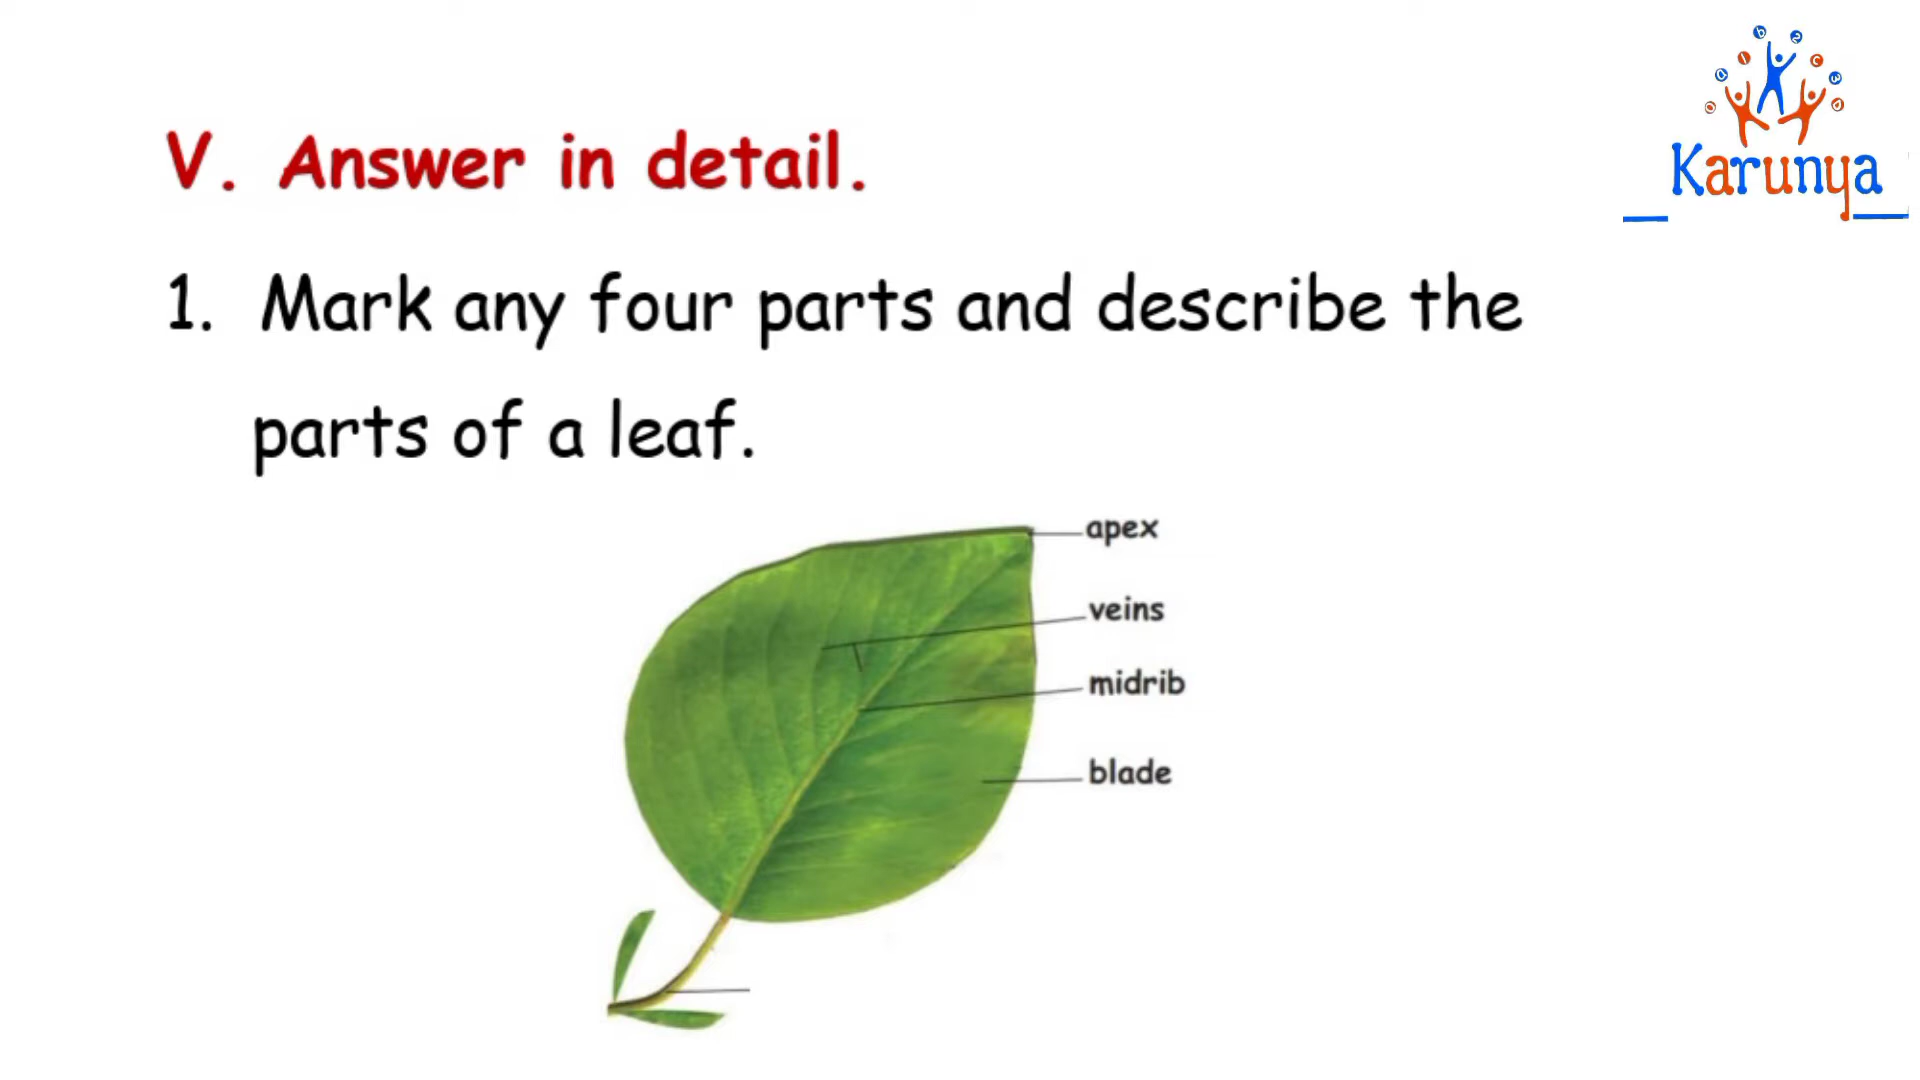 Karunya
V. Answer in detail.
1. Mark any four parts and describe the
parts of a leaf.
apex
veins
midrib
blade